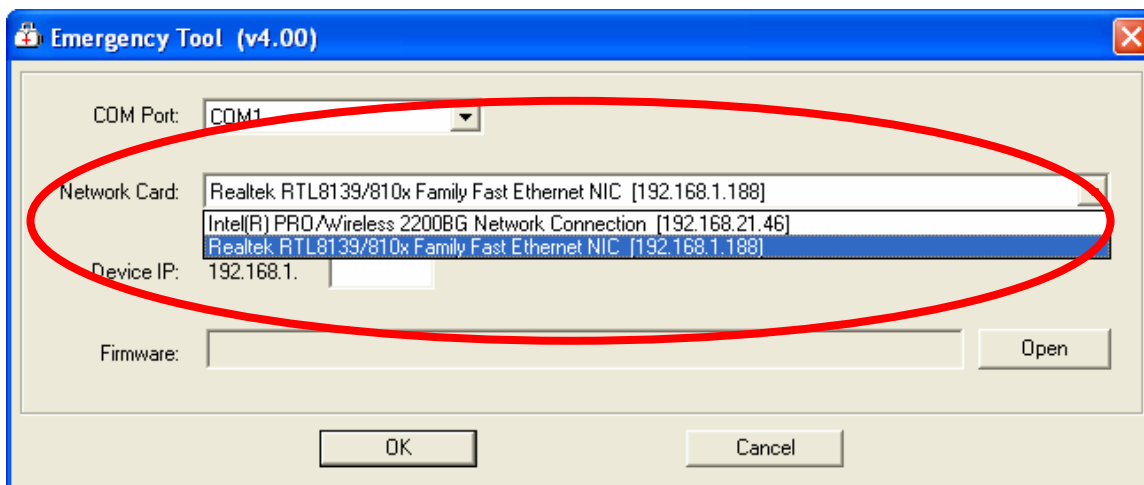 Emergency Tool (v4.00)
COM Port: COM1
Network Card: Realtek RTL8139/810x Family Fast Ethernet NIC [192.168.1.188]
Intel(R) PRO/Wireless 2200BG Network Connection [192.168.21.46]
Realtek RTL8139/810x Family Fast Ethernet NIC [192.168.1.188]
Device IP: 192.168.1.
Firmware: Open
OK Cancel